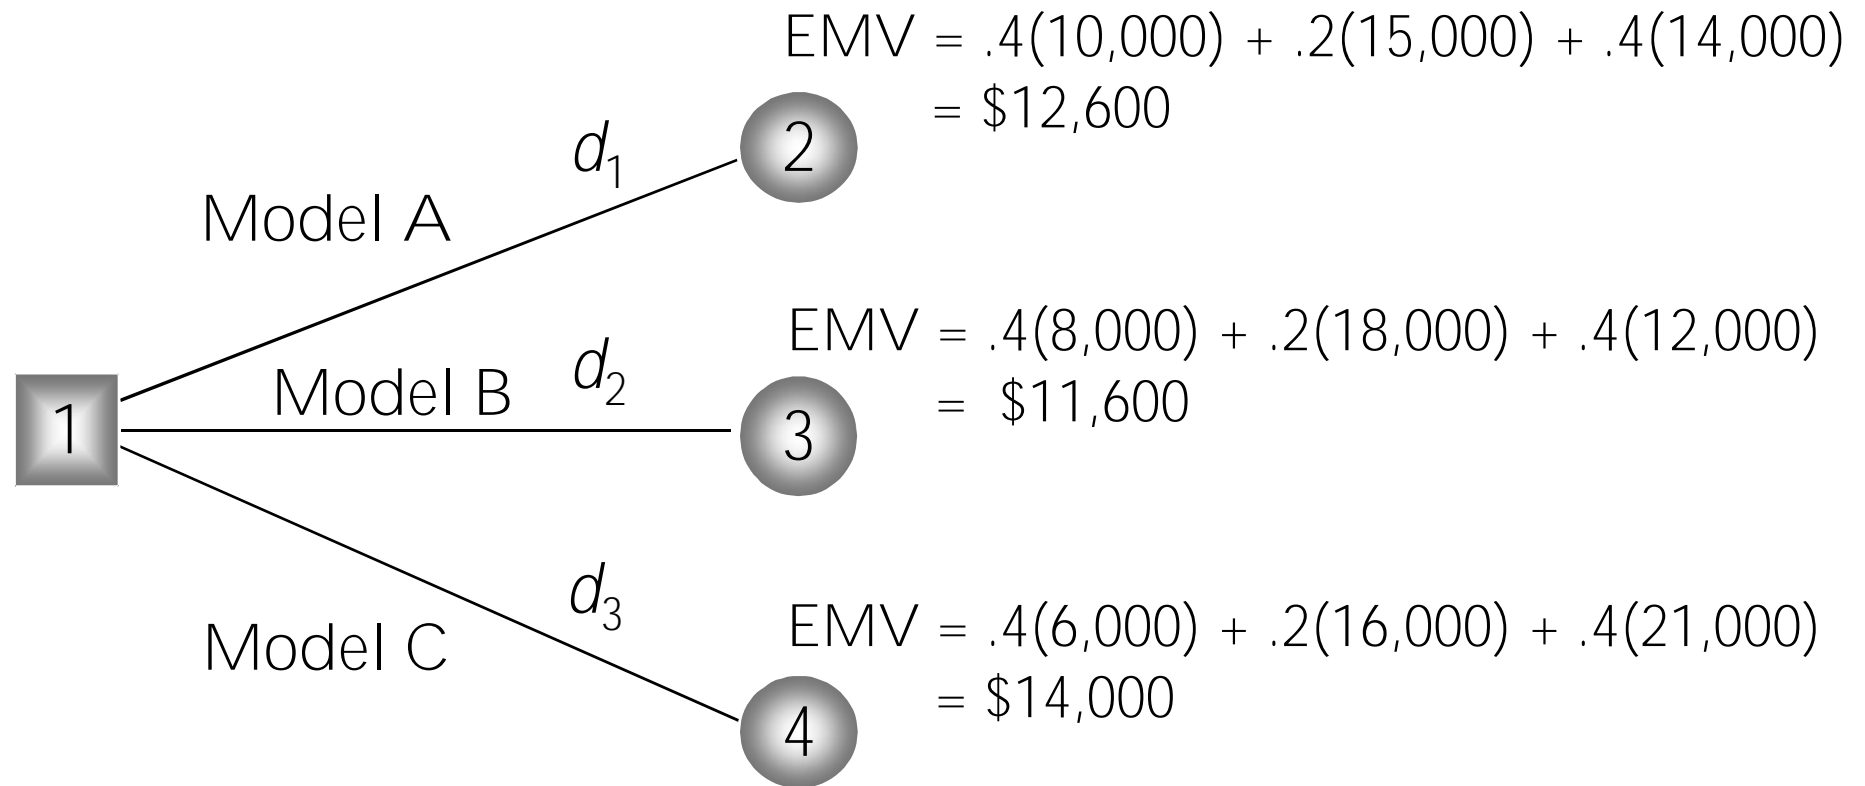 EMV = .4(10,000) + .2(15,000) + .4(14,000)
= $12,600
d1
2
Model A
EMV = .4(8,000) + .2(18,000) + .4(12,000)
= $11,600
d2
Model B
1
3
d3
EMV = .4(6,000) + .2(16,000) + .4(21,000)
= $14,000
Model C
4